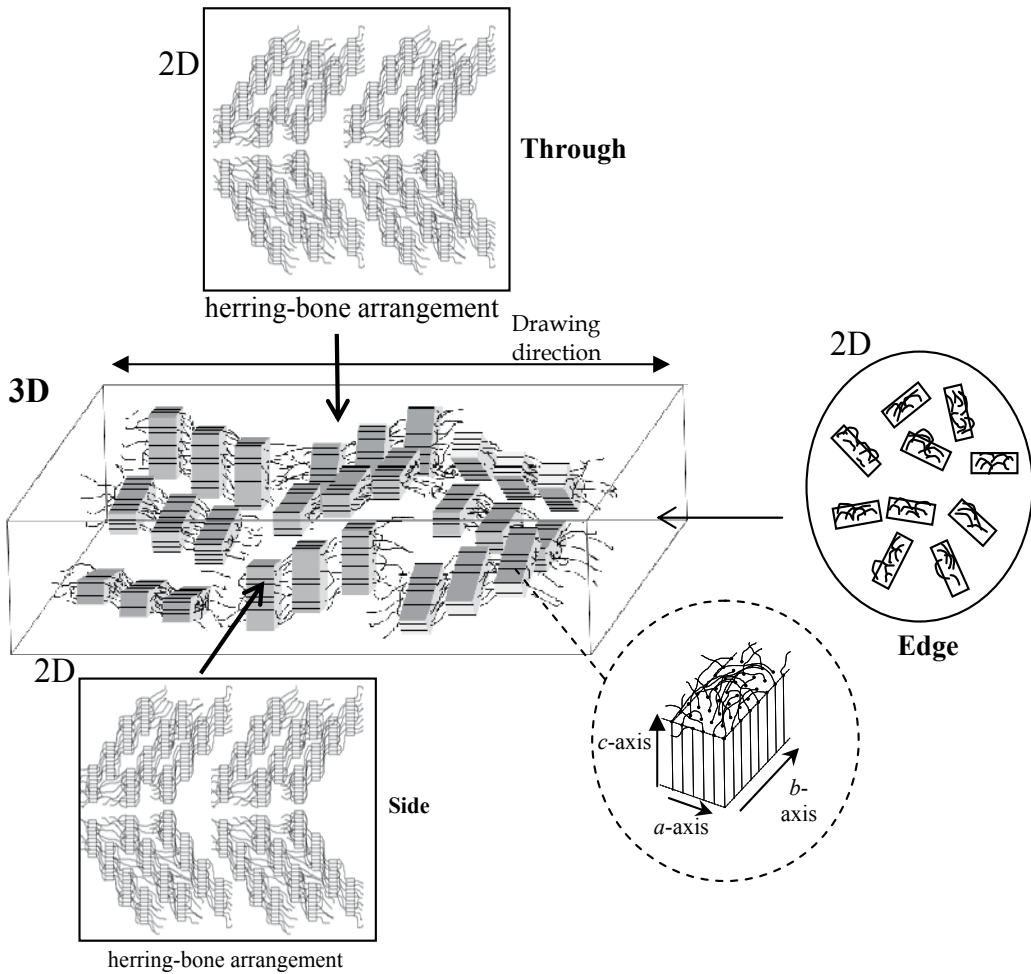 2D
Through
herring-bone arrangement
Drawing
direction
3D
2D
Edge
2D
Side
herring-bone arrangement
c-axis
a-axis
b-
axis